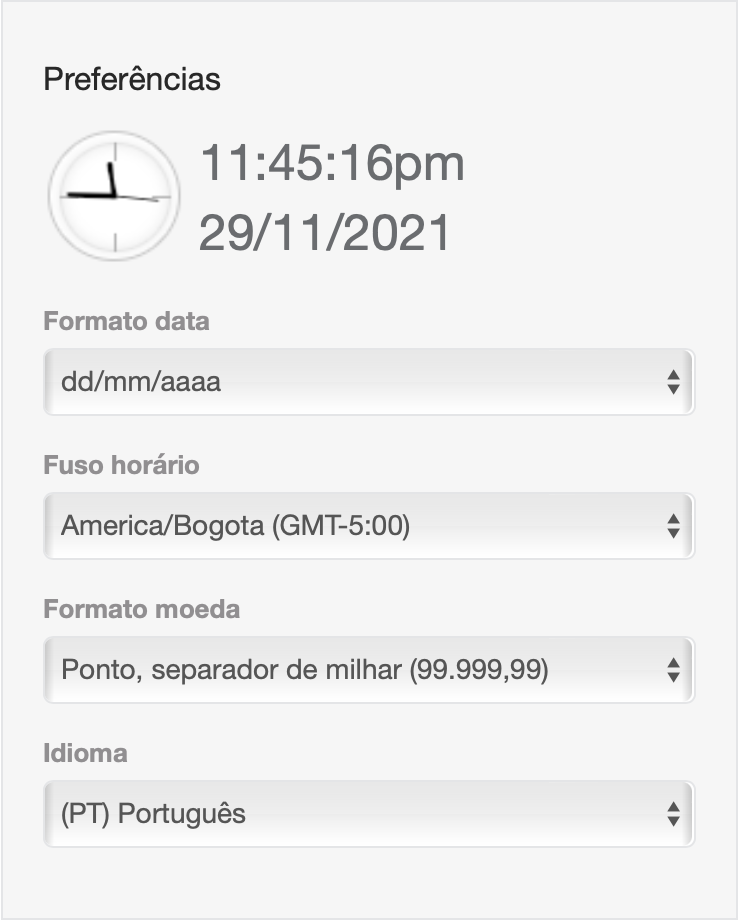 Preferências
11:45:16pm
29/11/2021
Formato data
dd/mm/aaaa
Fuso horário
America/Bogota (GMT-5:00)
Formato moeda
Ponto, separador de milhar (99.999,99)
Idioma
(PT) Português